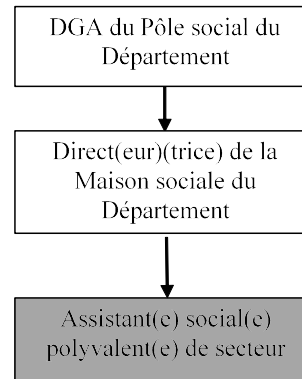 DGA du Pôle social du
Département
Direct(eur)(trice) de la
Maison sociale du
Département
Assistant(e) social(e)
polyvalent(e) de secteur